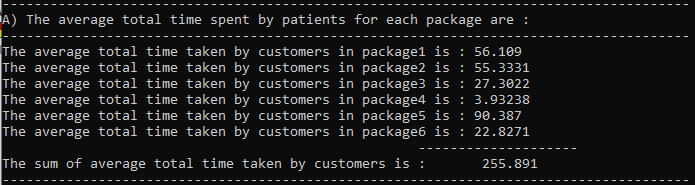 --------------------------------------------------------------------------------------
A) The average total time spent by patients for each package are :
--------------------------------------------------------------------------------------
The average total time taken by customers in package1 is : 56.109
The average total time taken by customers in package2 is : 55.3331
The average total time taken by customers in package3 is : 27.3022
The average total time taken by customers in package4 is : 3.93238
The average total time taken by customers in package5 is : 90.387
The average total time taken by customers in package6 is : 22.8271
--------------------
The sum of average total time taken by customers is : 255.891
--------------------------------------------------------------------------------------